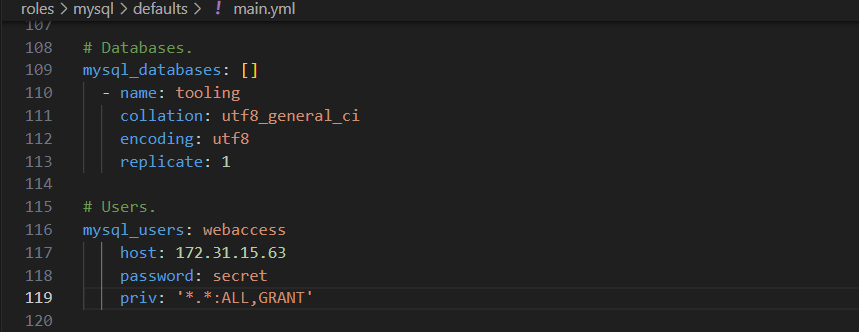 roles > mysql > defaults > ! main.yml
107
108 # Databases.
109 mysql_databases: []
110 - name: tooling
111 collation: utf8_general_ci
112 encoding: utf8
113 replicate: 1
114
115 # Users.
116 mysql_users: webaccess
117 host: 172.31.15.63
118 password: secret
119 priv: '*.*:ALL,GRANT'
120